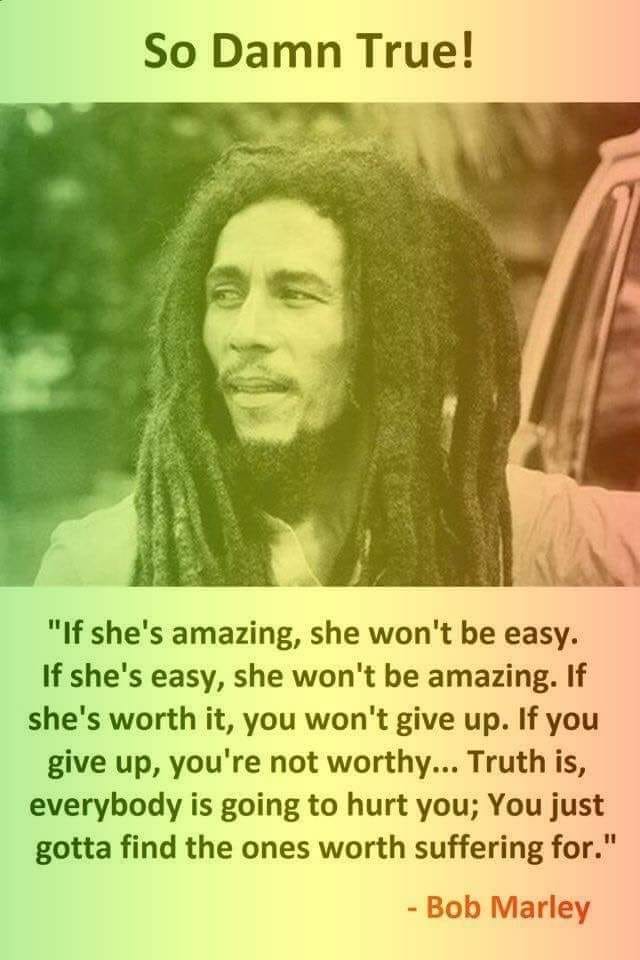 So Damn True!
"If she's amazing, she won't be easy.
If she's easy, she won't be amazing. If
she's worth it, you won't give up. If you
give up, you're not worthy... Truth is,
everybody is going to hurt you; You just
gotta find the ones worth suffering for."
- Bob Marley